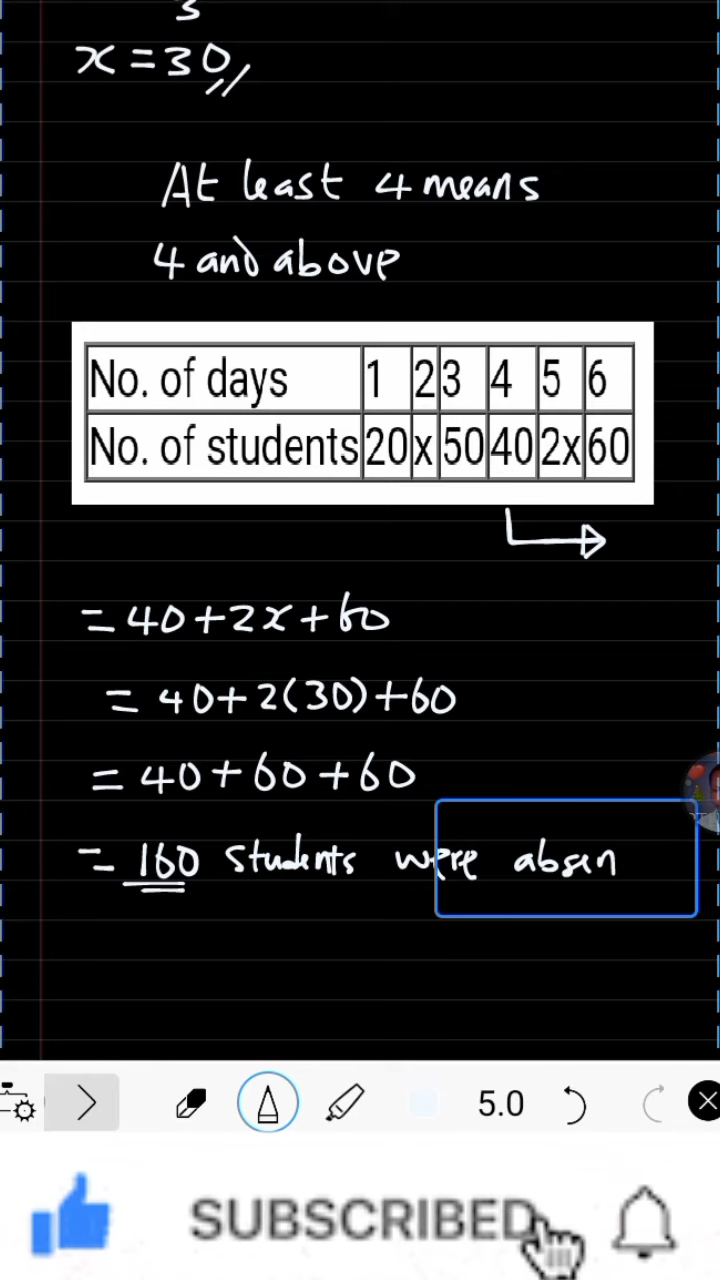 3
x = 30
At least 4 means
4 and above
No. of days 1 2 3 4 5 6
No. of students 20 x 50 40 2x 60
= 40 + 2x + 60
= 40 + 2(30) + 60
= 40 + 60 + 60
= 160 students were absen
5.0
SUBSCRIBED